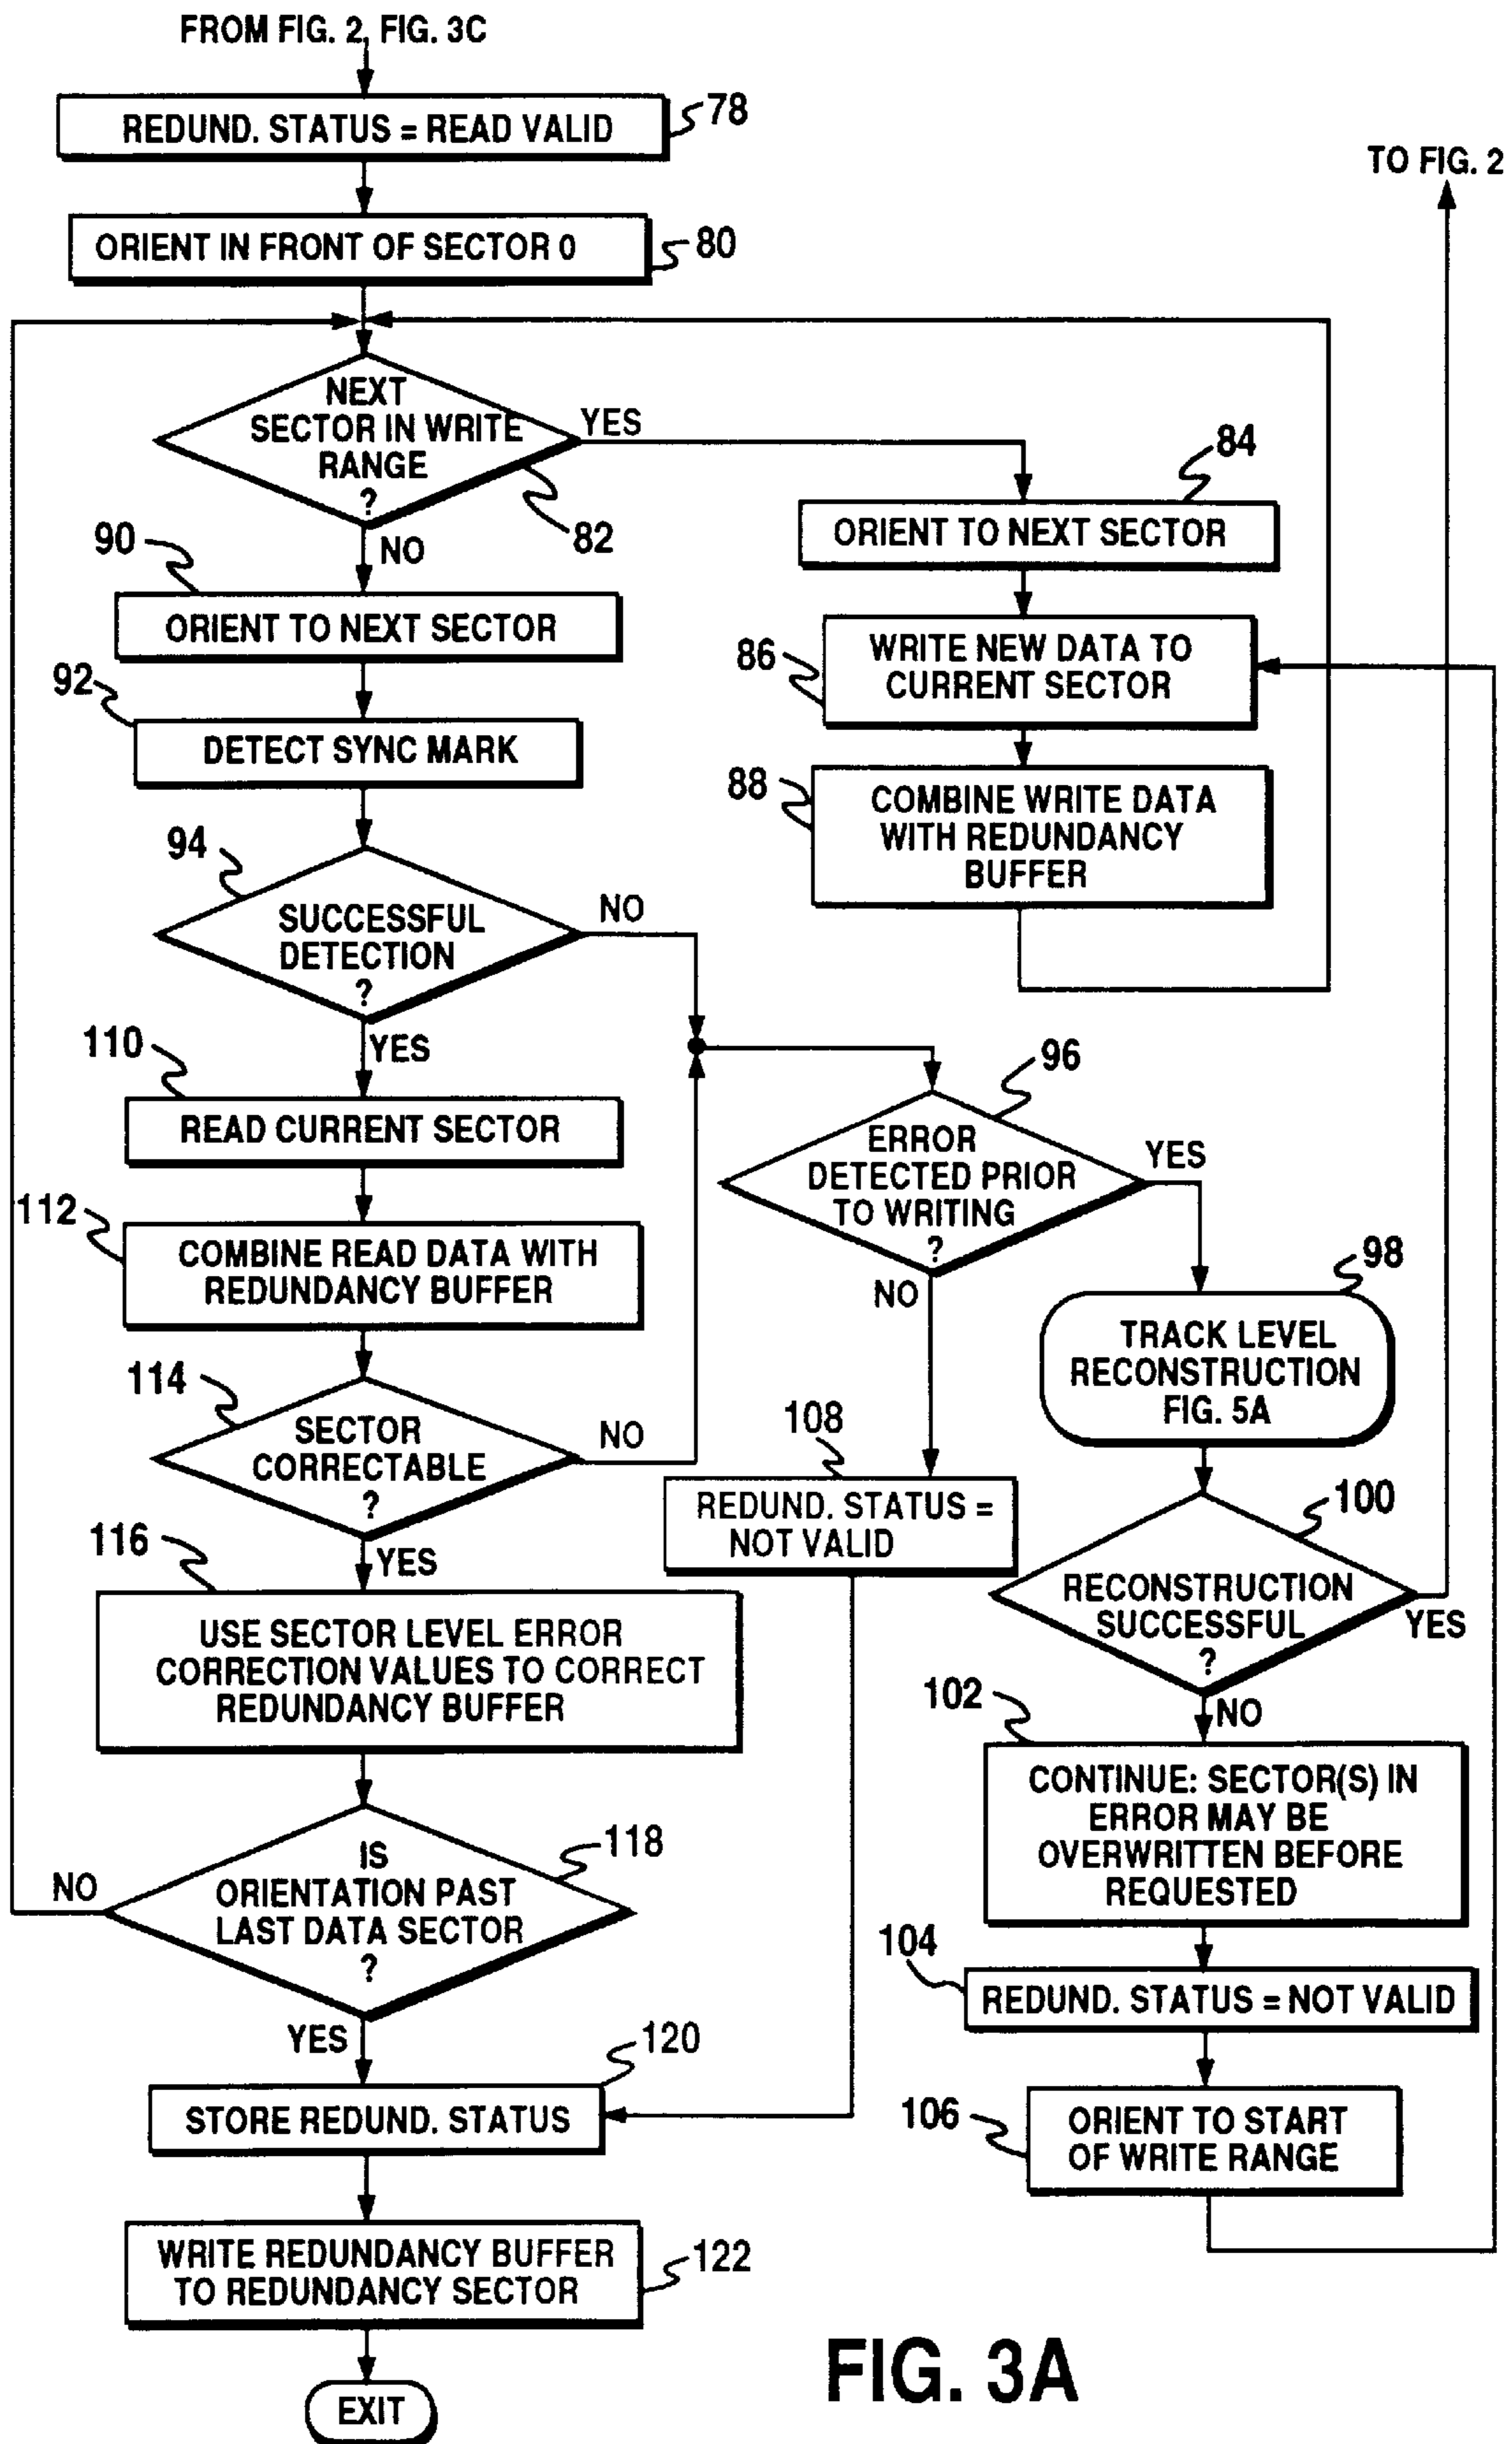 FROM FIG. 2, FIG. 3C
REDUND. STATUS = READ VALID
78
TO FIG. 2
ORIENT IN FRONT OF SECTOR 0
80
NEXT
SECTOR IN WRITE
RANGE
?
YES
82
NO
84
ORIENT TO NEXT SECTOR
90
ORIENT TO NEXT SECTOR
86
WRITE NEW DATA TO
CURRENT SECTOR
92
DETECT SYNC MARK
88
COMBINE WRITE DATA
WITH REDUNDANCY
BUFFER
94
SUCCESSFUL
DETECTION
?
NO
YES
110
READ CURRENT SECTOR
96
ERROR
DETECTED PRIOR
TO WRITING
?
YES
NO
112
COMBINE READ DATA WITH
REDUNDANCY BUFFER
98
TRACK LEVEL
RECONSTRUCTION
FIG. 5A
114
SECTOR
CORRECTABLE
?
NO
YES
108
REDUND. STATUS =
NOT VALID
100
RECONSTRUCTION
SUCCESSFUL
?
YES
NO
116
USE SECTOR LEVEL ERROR
CORRECTION VALUES TO CORRECT
REDUNDANCY BUFFER
102
CONTINUE: SECTOR(S) IN
ERROR MAY BE
OVERWRITTEN BEFORE
REQUESTED
118
IS
ORIENTATION PAST
LAST DATA SECTOR
?
NO
YES
104
REDUND. STATUS = NOT VALID
120
STORE REDUND. STATUS
106
ORIENT TO START
OF WRITE RANGE
WRITE REDUNDANCY BUFFER
TO REDUNDANCY SECTOR
122
EXIT
FIG. 3A